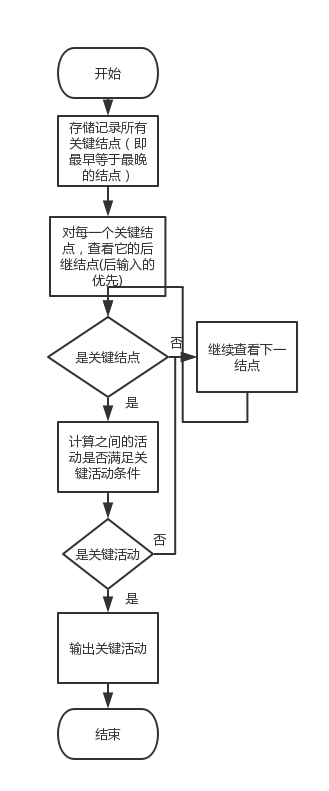 开始
存储记录所有
关键结点（即
最早等于最晚
的结点）
对每一个关键结
点，查看它的后
继结点(后输入的
优先)
是关键结点
否
继续查看下一
结点
是
计算之间的活
动是否满足关
键活动条件
是关键活动
否
是
输出关键活动
结束